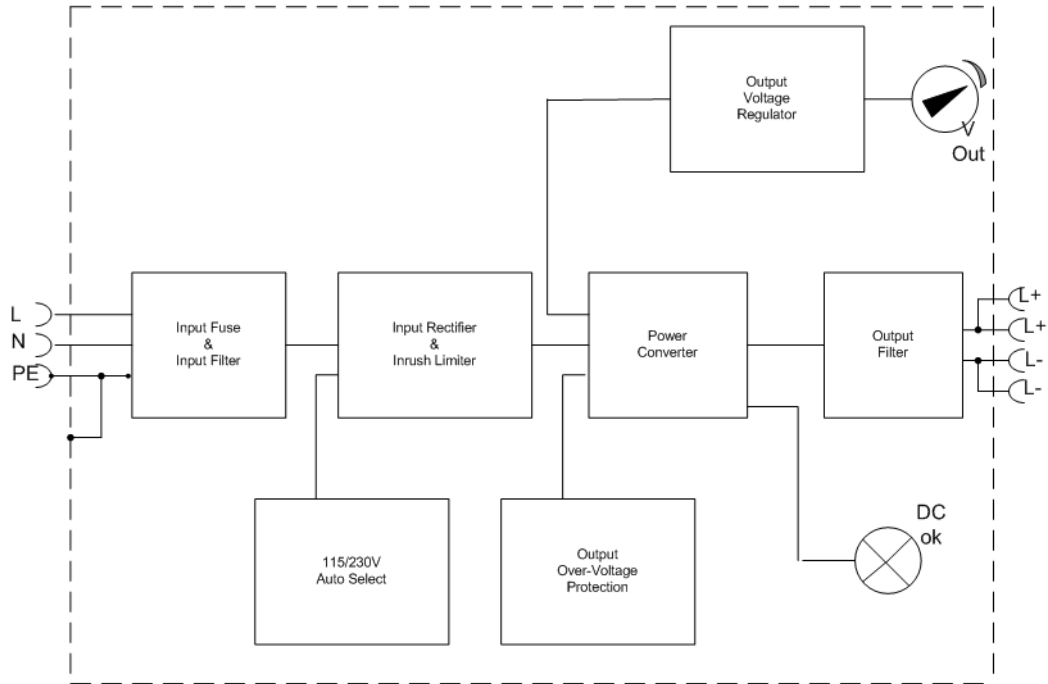 Output
Voltage
Regulator
V
Out
L
N
PE
Input Fuse
&
Input Filter
Input Rectifier
&
Inrush Limiter
Power
Converter
Output
Filter
L+
L+
L-
L-
115/230V
Auto Select
Output
Over-Voltage
Protection
DC
ok